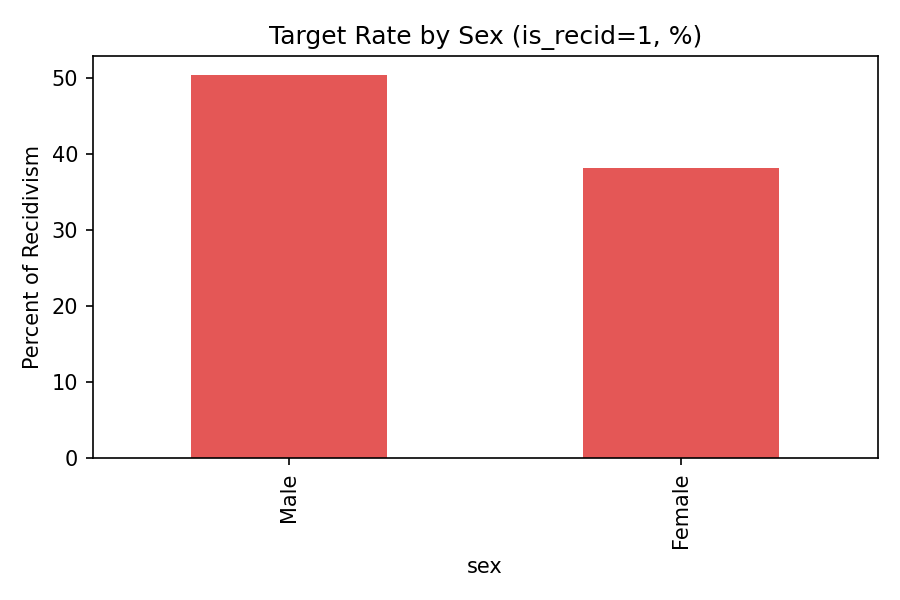 Target Rate by Sex (is_recid=1, %)
Percent of Recidivism
50
40
30
20
10
0
Male
Female
sex